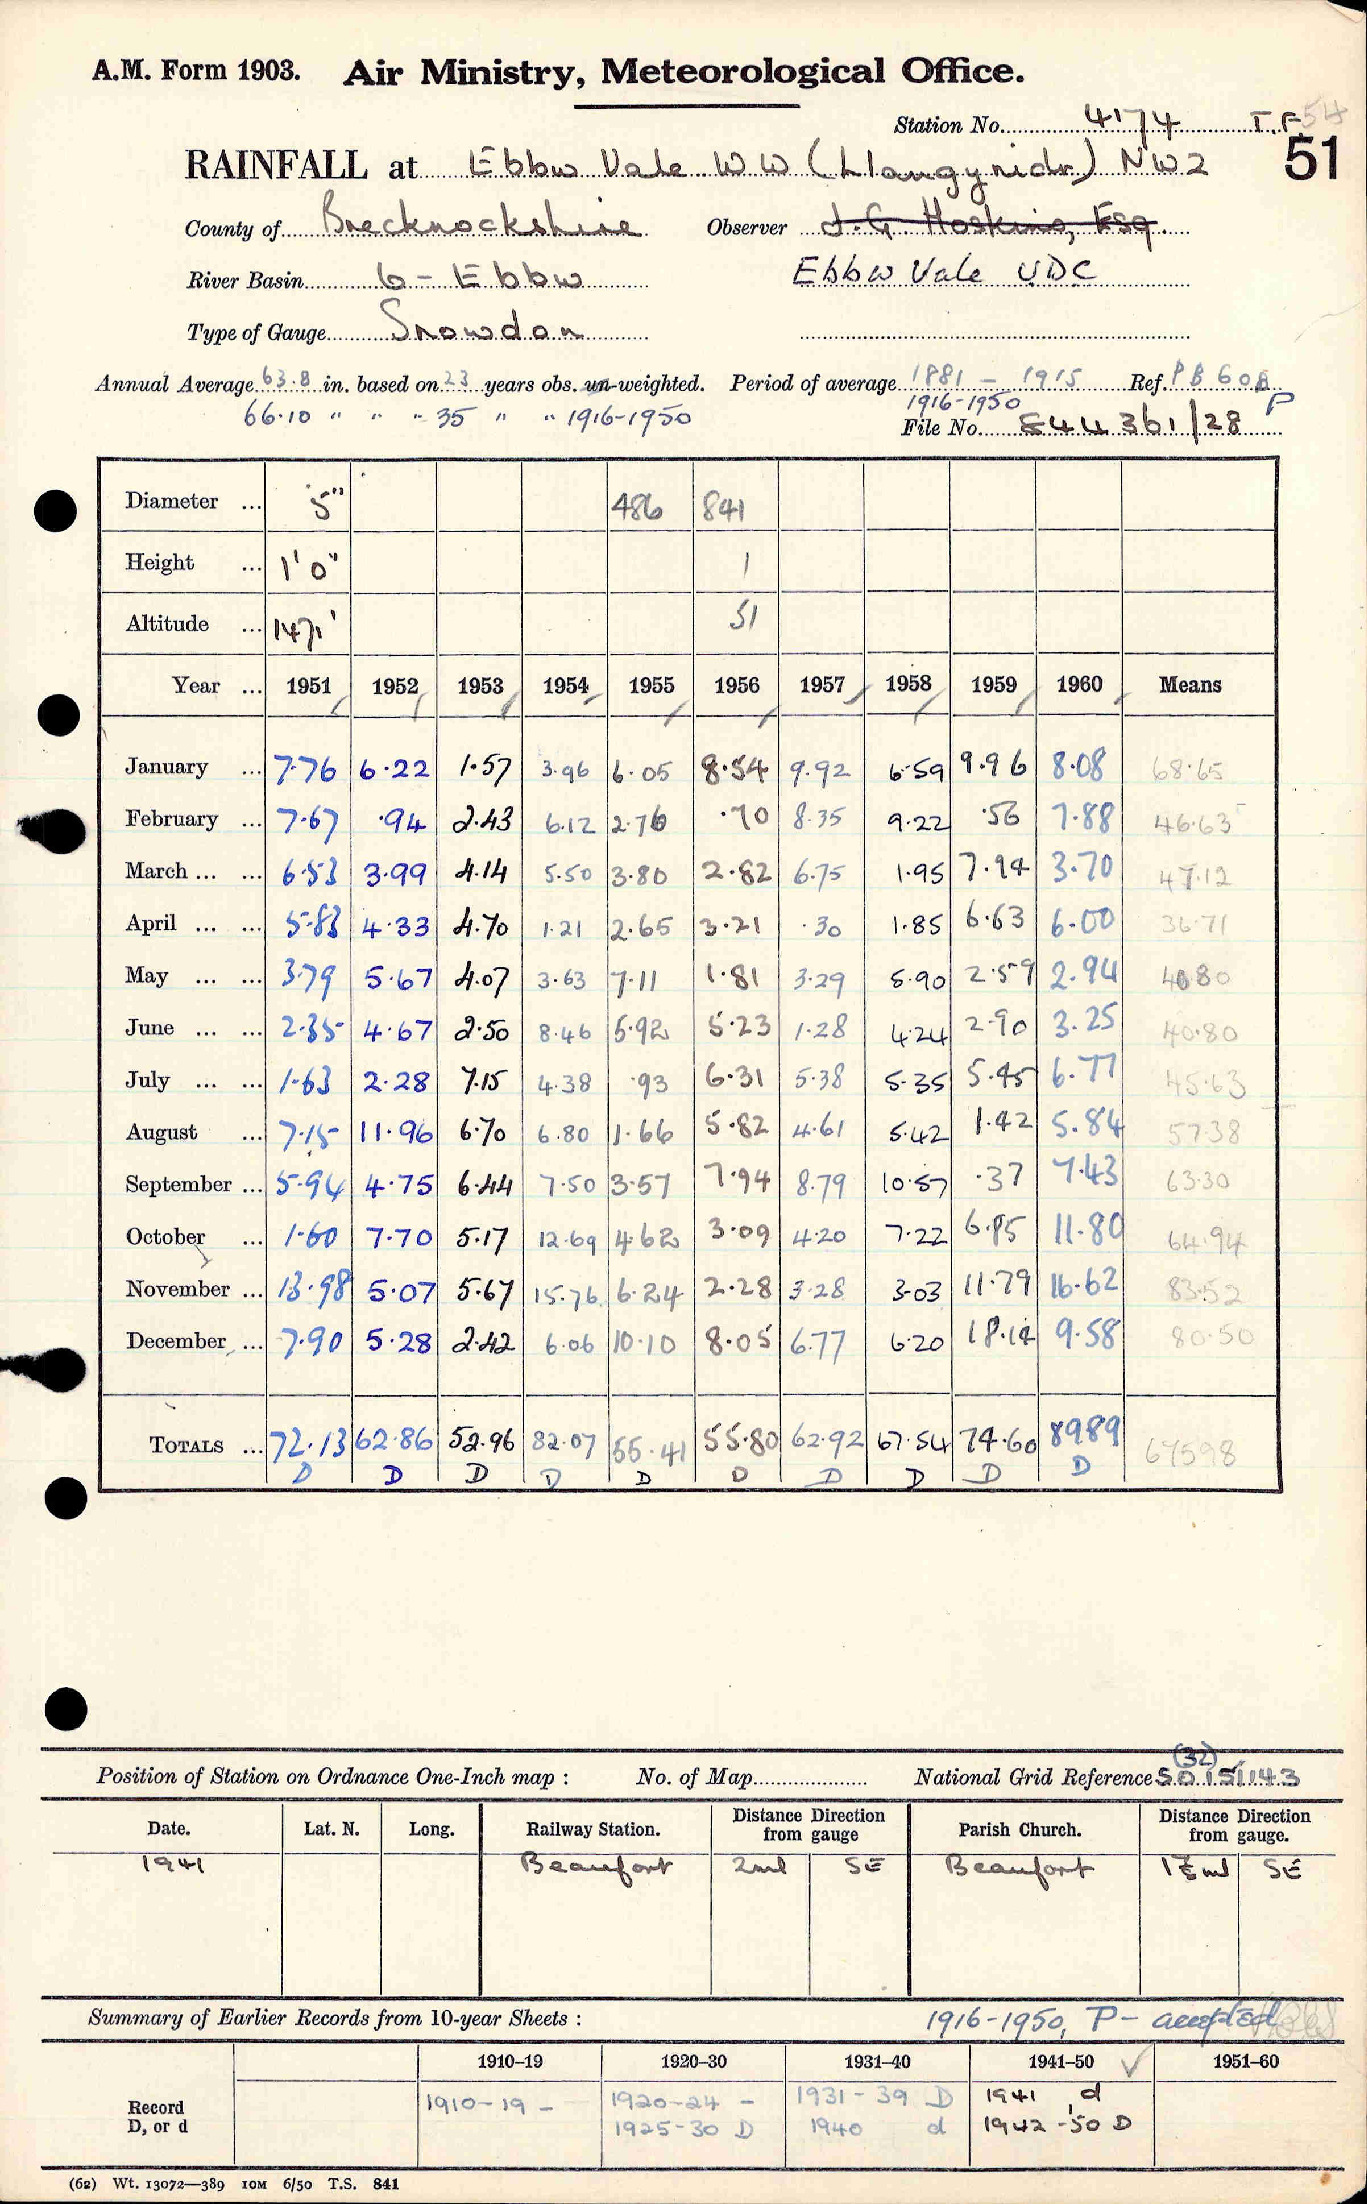 A.M. Form 1903. Air Ministry, Meteorological Office.
Station No. 4174 I.F. 54
RAINFALL at Ebbw Vale W W (Llangynidr) NW2 51
County of Brecknockshire Observer J.G. Hoskins, Esq.
River Basin 6 - Ebbw Ebbw Vale UDC
Type of Gauge Snowdon
Annual Average 63.8 in. based on 23 years obs. un-weighted. Period of average 1881 - 1915 Ref. PB 60B
66.10 " " " 35 " " 1916-1950 1916-1950 P
File No. 844361/28
Diameter ... 5" 486 841
Height ... 1'0" 1
Altitude ... 1471' 51
Year ... 1951 1952 1953 1954 1955 1956 1957 1958 1959 1960 Means
January ... 7.76 6.22 1.57 3.96 6.05 8.54 9.92 6.59 9.96 8.08 68.65
February ... 7.67 .94 2.43 6.12 2.76 .70 8.35 9.22 .56 7.88 46.63
March ... ... 6.53 3.99 4.14 5.50 3.80 2.82 6.75 1.95 7.94 3.70 47.12
April ... ... 5.83 4.33 4.70 1.21 2.65 3.21 .30 1.85 6.63 6.00 36.71
May ... ... 3.79 5.67 4.07 3.63 7.11 1.81 3.29 5.90 2.59 2.94 40.80
June ... ... 2.35 4.67 2.50 8.46 5.92 5.23 1.28 4.24 2.90 3.25 40.80
July ... ... 1.63 2.28 7.15 4.38 .93 6.31 5.38 5.35 5.45 6.77 45.63
August ... 7.15 11.96 6.70 6.80 1.66 5.82 4.61 5.42 1.42 5.84 57.38
September ... 5.94 4.75 6.44 7.50 3.57 7.94 8.79 10.57 .37 7.43 63.30
October ... 1.60 7.70 5.17 12.69 4.62 3.09 4.20 7.22 6.85 11.80 64.94
November ... 13.98 5.07 5.67 15.76 6.24 2.28 3.28 3.03 11.79 16.62 83.52
December ... 7.90 5.28 2.42 6.06 10.10 8.05 6.77 6.20 18.14 9.58 80.50
TOTALS ... 72.13 62.86 52.96 82.07 55.41 55.80 62.92 67.54 74.60 89.89 67598
D D D D D D D D D D
(32)
Position of Station on Ordnance One-Inch map : No. of Map National Grid Reference SO 151143
Date. Lat. N. Long. Railway Station. Distance Direction from gauge Parish Church. Distance Direction from gauge.
1941 Beaufort 2ml SE Beaufort SE
Summary of Earlier Records from 10-year Sheets : 1916-1950, P - accepted
1910-19 1920-30 1931-40 1941-50 ✓ 1951-60
Record 1910-19 - 1920-24 - 1931-39 D 1941 d
D, or d 1925-30 D 1940 d 1942-50 D
(62) Wt. 13072—389 10M 6/50 T.S. 841